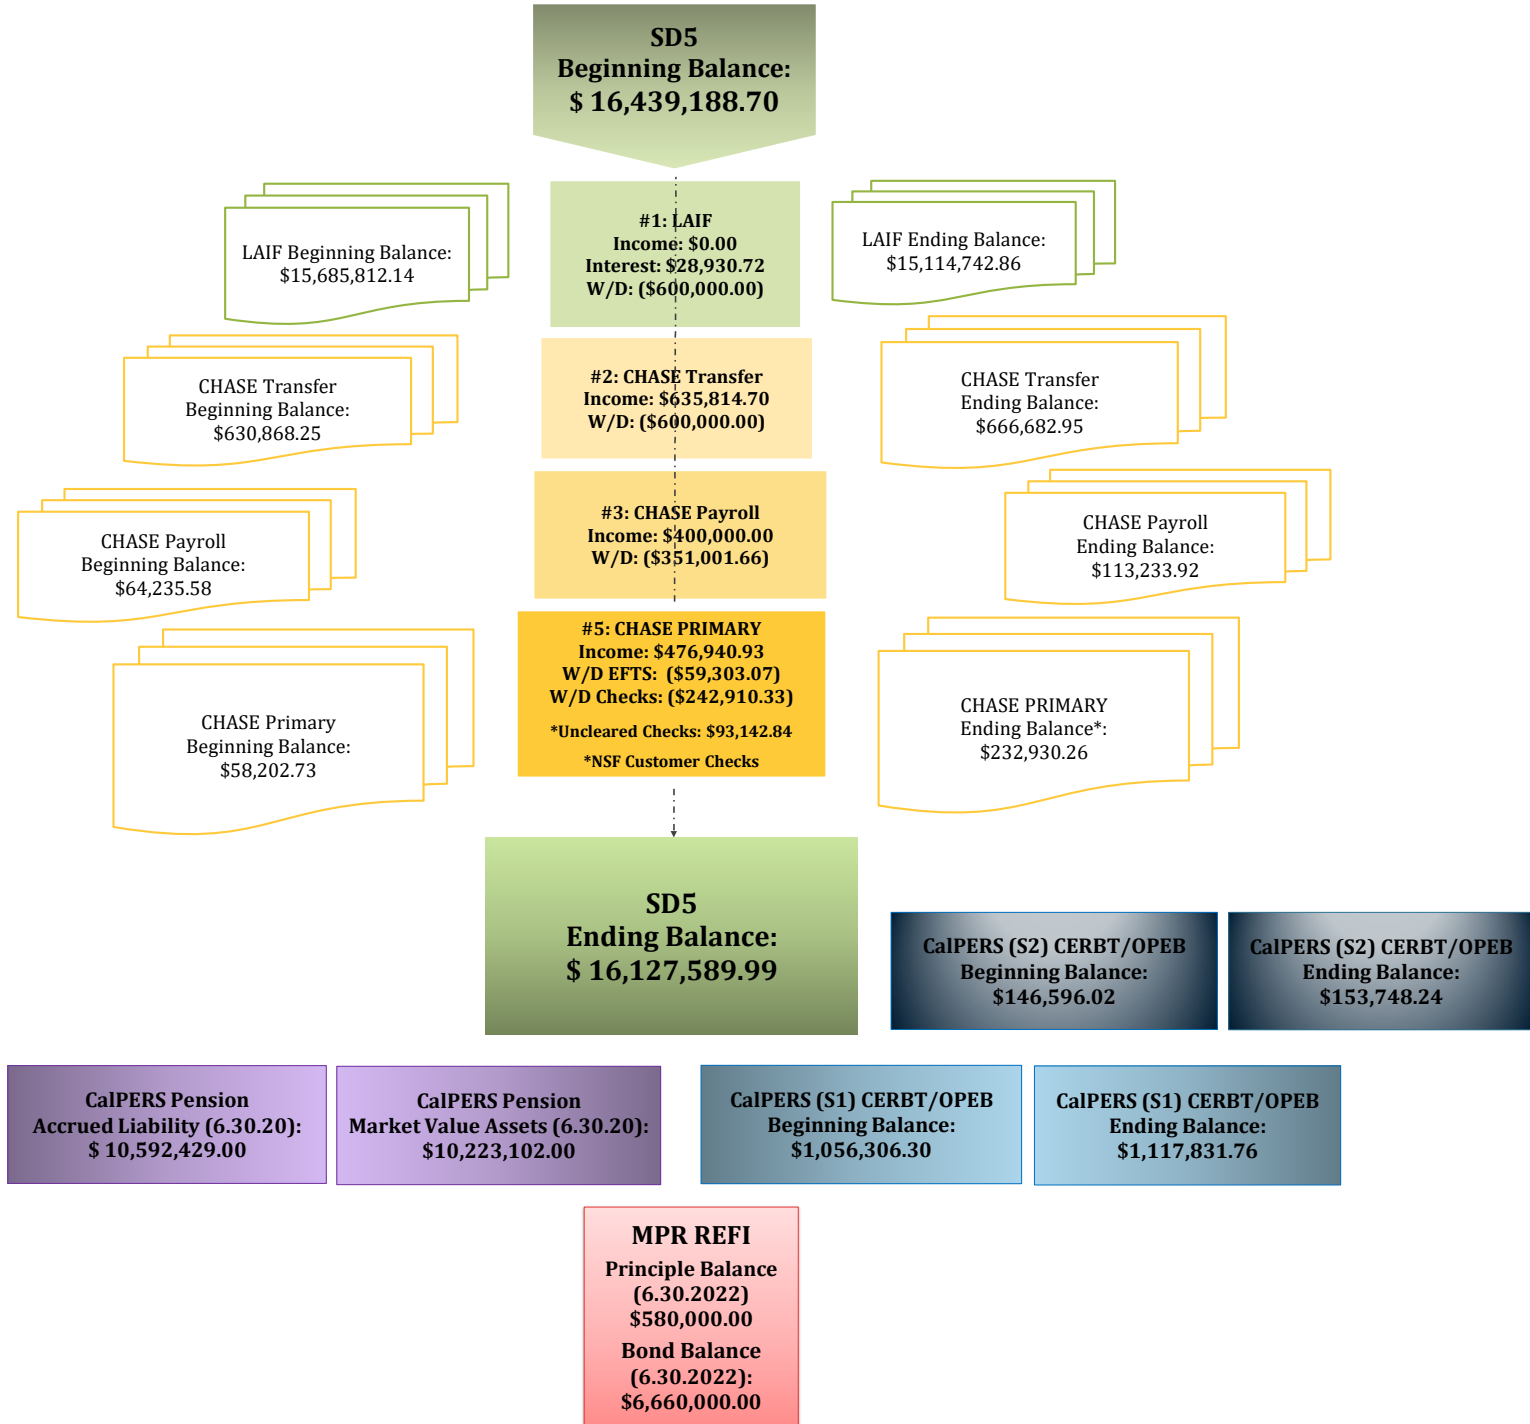 SD5
Beginning Balance:
$ 16,439,188.70
LAIF Beginning Balance:
$15,685,812.14
#1: LAIF
Income: $0.00
Interest: $28,930.72
W/D: ($600,000.00)
LAIF Ending Balance:
$15,114,742.86
CHASE Transfer
Beginning Balance:
$630,868.25
#2: CHASE Transfer
Income: $635,814.70
W/D: ($600,000.00)
CHASE Transfer
Ending Balance:
$666,682.95
CHASE Payroll
Beginning Balance:
$64,235.58
#3: CHASE Payroll
Income: $400,000.00
W/D: ($351,001.66)
CHASE Payroll
Ending Balance:
$113,233.92
CHASE Primary
Beginning Balance:
$58,202.73
#5: CHASE PRIMARY
Income: $476,940.93
W/D EFTS:  ($59,303.07)
W/D Checks: ($242,910.33)
*Uncleared Checks: $93,142.84
*NSF Customer Checks
CHASE PRIMARY
Ending Balance*:
$232,930.26
SD5
Ending Balance:
$ 16,127,589.99
CalPERS (S2) CERBT/OPEB
Beginning Balance:
$146,596.02
CalPERS (S2) CERBT/OPEB
Ending Balance:
$153,748.24
CalPERS Pension
Accrued Liability (6.30.20):
$ 10,592,429.00
CalPERS Pension
Market Value Assets (6.30.20):
$10,223,102.00
CalPERS (S1) CERBT/OPEB
Beginning Balance:
$1,056,306.30
CalPERS (S1) CERBT/OPEB
Ending Balance:
$1,117,831.76
MPR REFI
Principle Balance
(6.30.2022)
$580,000.00
Bond Balance
(6.30.2022):
$6,660,000.00